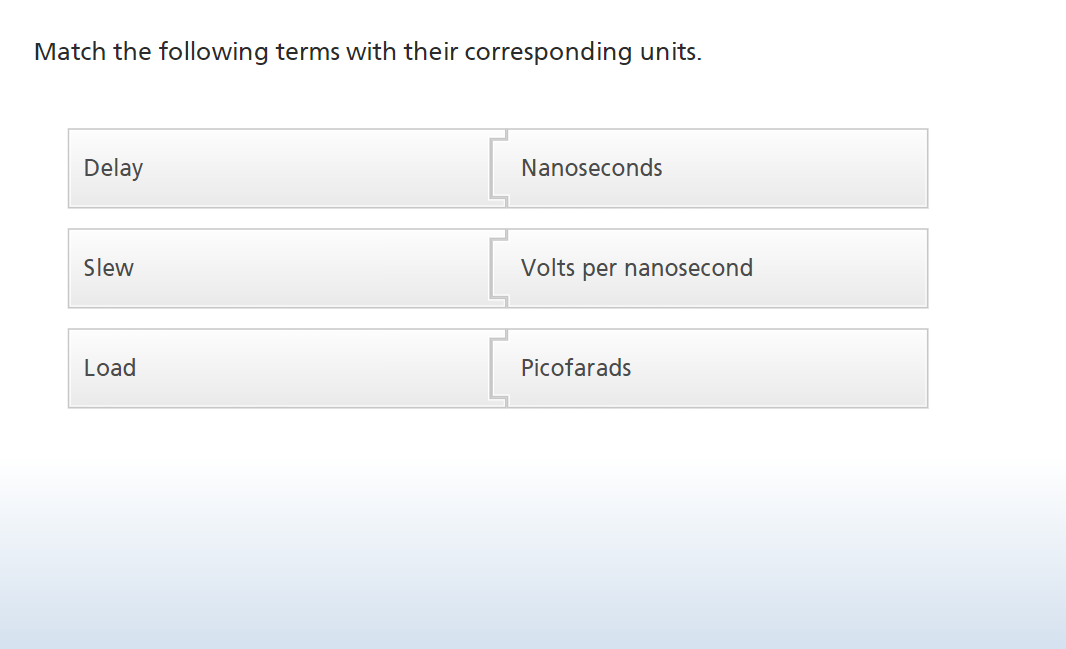 Match the following terms with their corresponding units.
Delay
Nanoseconds
Slew
Volts per nanosecond
Load
Picofarads